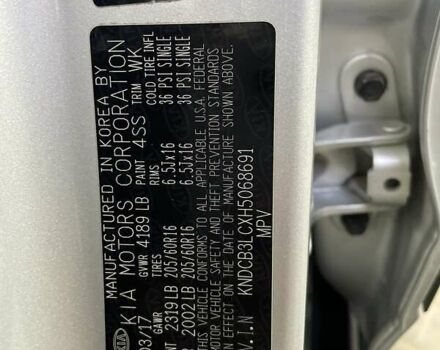 MANUFACTURED IN KOREA BY
KIA KIA MOTORS CORPORATION
03/17 GVWR 4189 LB PAINT 4SS TRIM WK
GAWR TIRES RIMS COLD TIRE INFL
2319 LB 205/60R16 6.5Jx16 36 PSI SINGLE
2002 LB 205/60R16 6.5Jx16 36 PSI SINGLE
THIS VEHICLE CONFORMS TO ALL APPLICABLE U.S.A FEDERAL
MOTOR VEHICLE SAFETY AND THEFT PREVENTION STANDARDS
IN EFFECT ON THE DATE OF MANUFACTURE SHOWN ABOVE.
V.I.N KNDCB3LCXH5068691
MPV